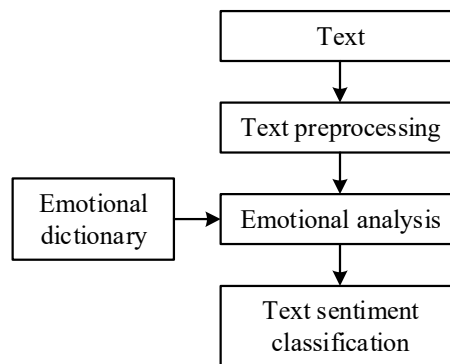 Text
Text preprocessing
Emotional
dictionary
Emotional analysis
Text sentiment
classification